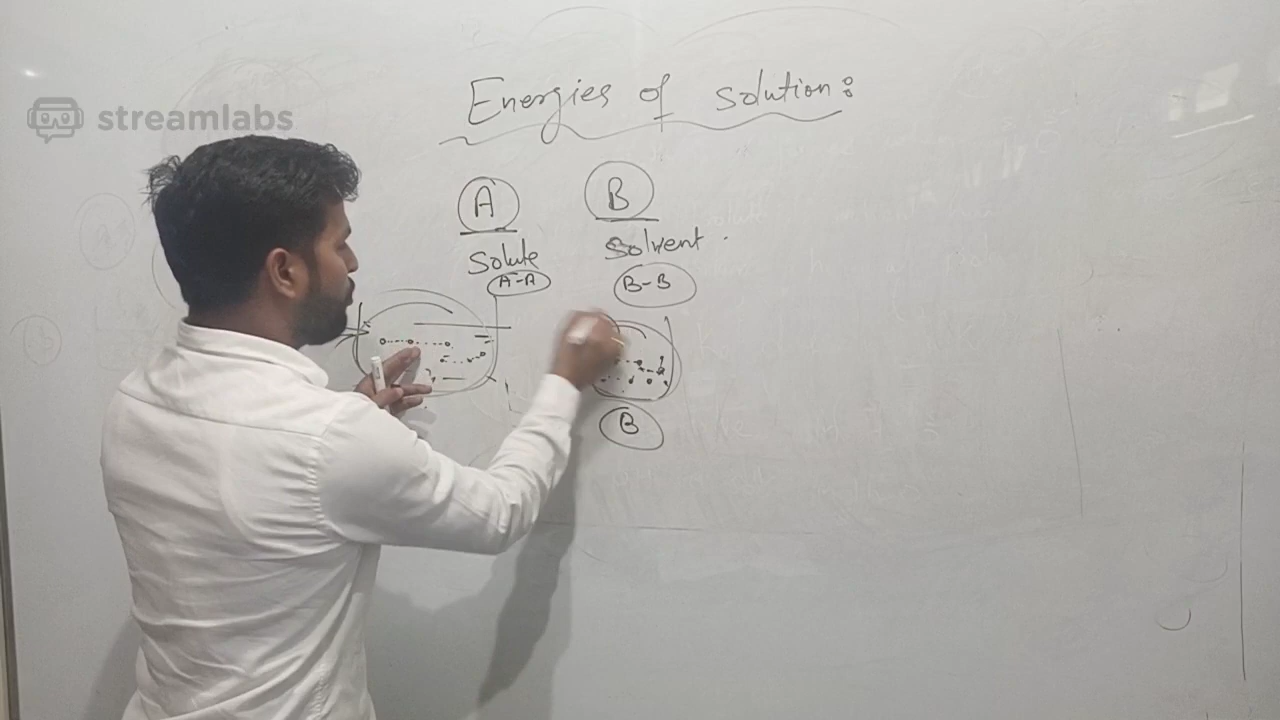 streamlabs
Energies of solution:
A B
Solute Solvent.
A-A B-B
B